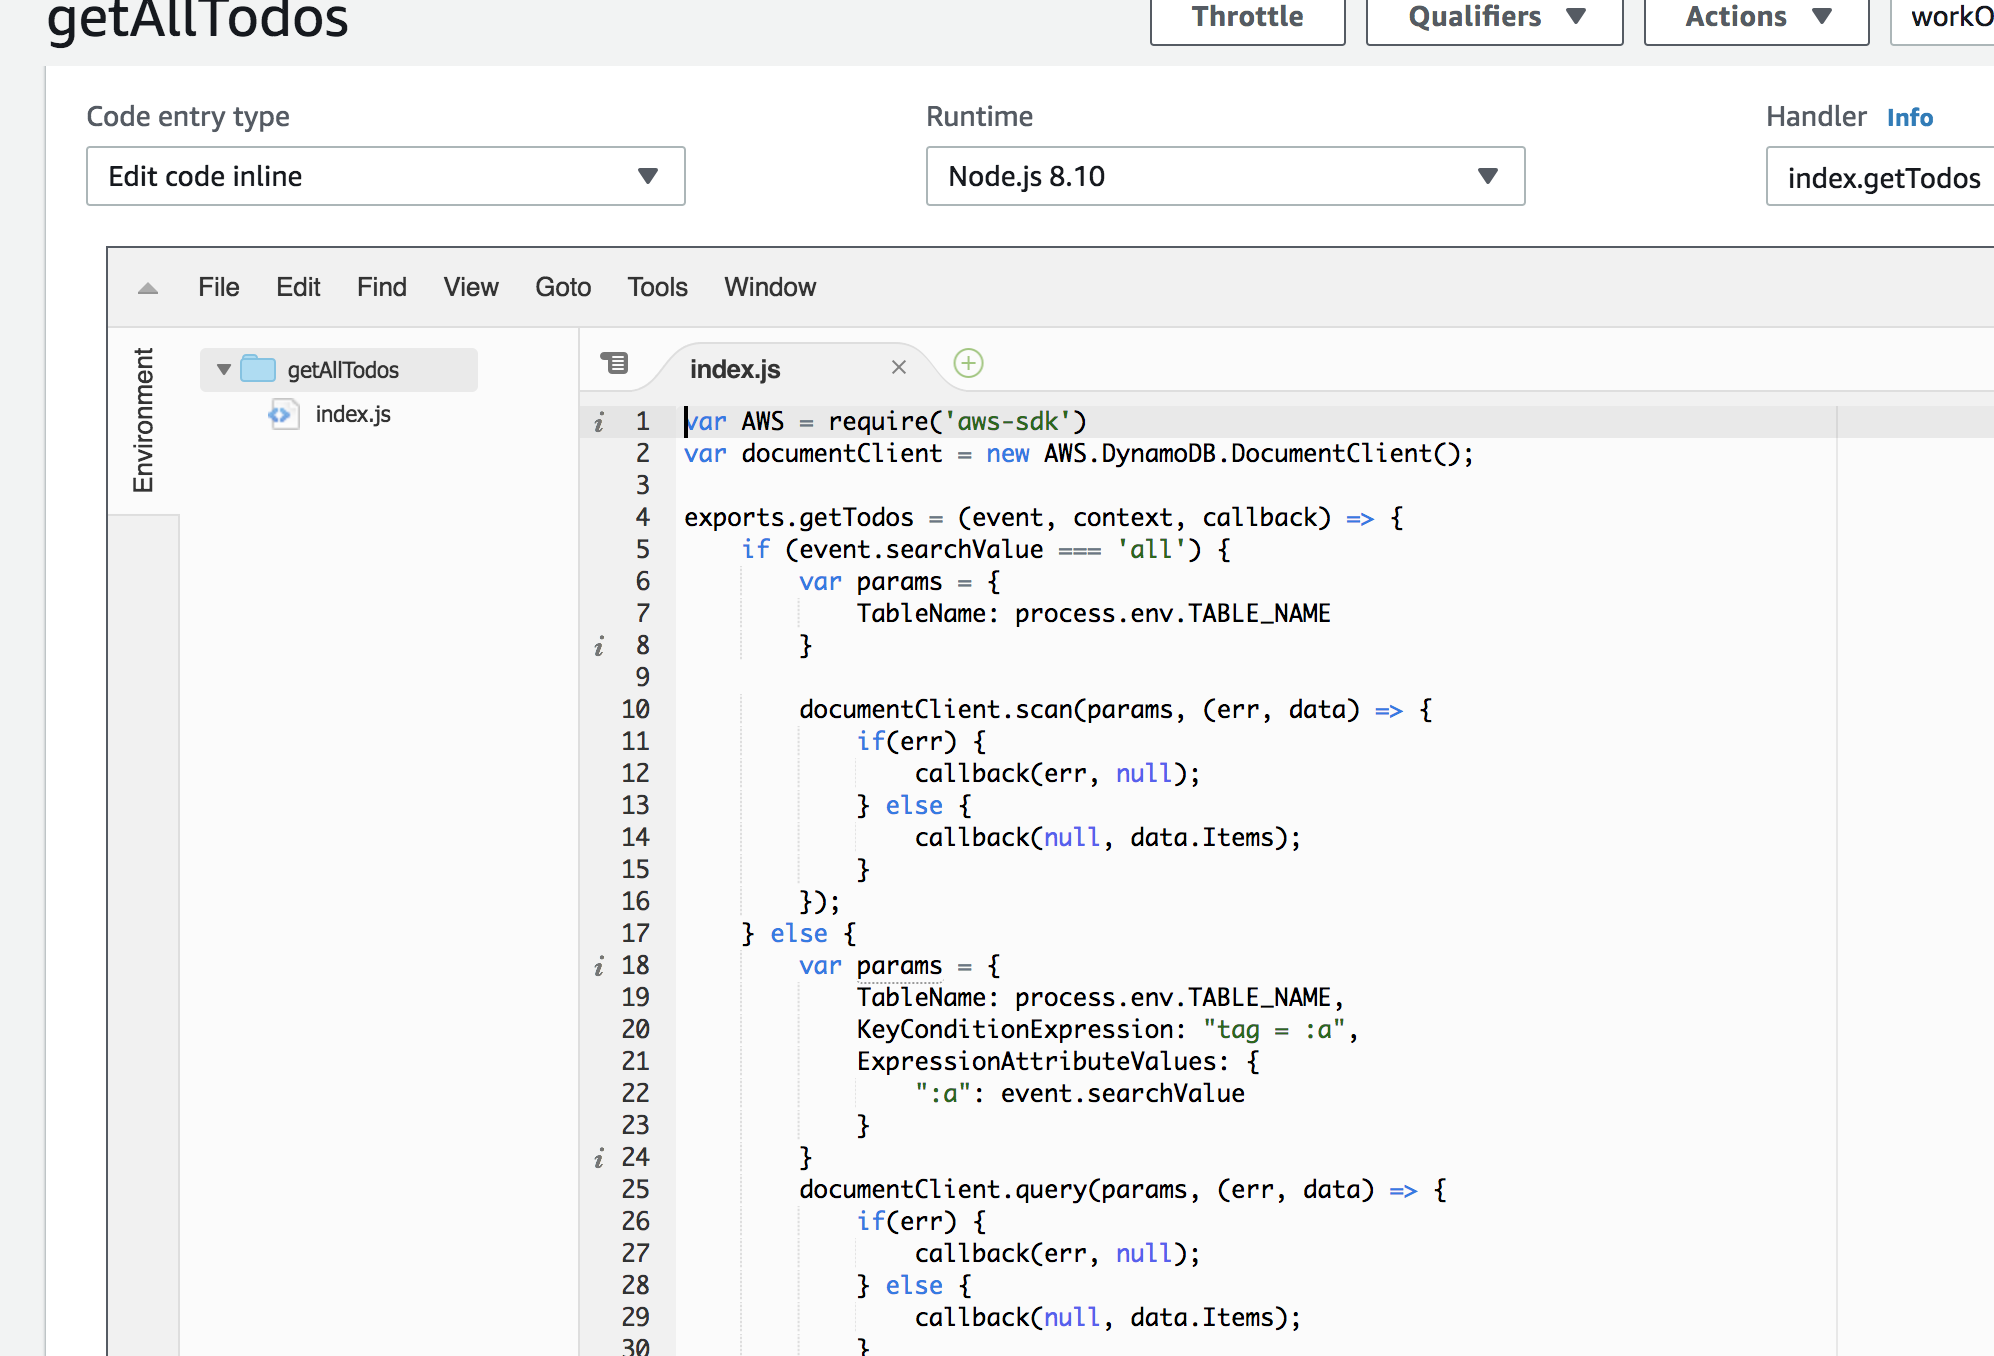 getAllTodos
Throttle
Qualifiers
Actions
workO
Code entry type
Runtime
Handler Info
Edit code inline
Node.js 8.10
index.getTodos
File Edit Find View Goto Tools Window
Environment
getAllTodos
index.js
index.js
1 var AWS = require('aws-sdk')
2 var documentClient = new AWS.DynamoDB.DocumentClient();
3
4 exports.getTodos = (event, context, callback) => {
5     if (event.searchValue === 'all') {
6         var params = {
7             TableName: process.env.TABLE_NAME
8         }
9
10         documentClient.scan(params, (err, data) => {
11             if(err) {
12                 callback(err, null);
13             } else {
14                 callback(null, data.Items);
15             }
16         });
17     } else {
18         var params = {
19             TableName: process.env.TABLE_NAME,
20             KeyConditionExpression: "tag = :a",
21             ExpressionAttributeValues: {
22                 ":a": event.searchValue
23             }
24         }
25         documentClient.query(params, (err, data) => {
26             if(err) {
27                 callback(err, null);
28             } else {
29                 callback(null, data.Items);
30             }